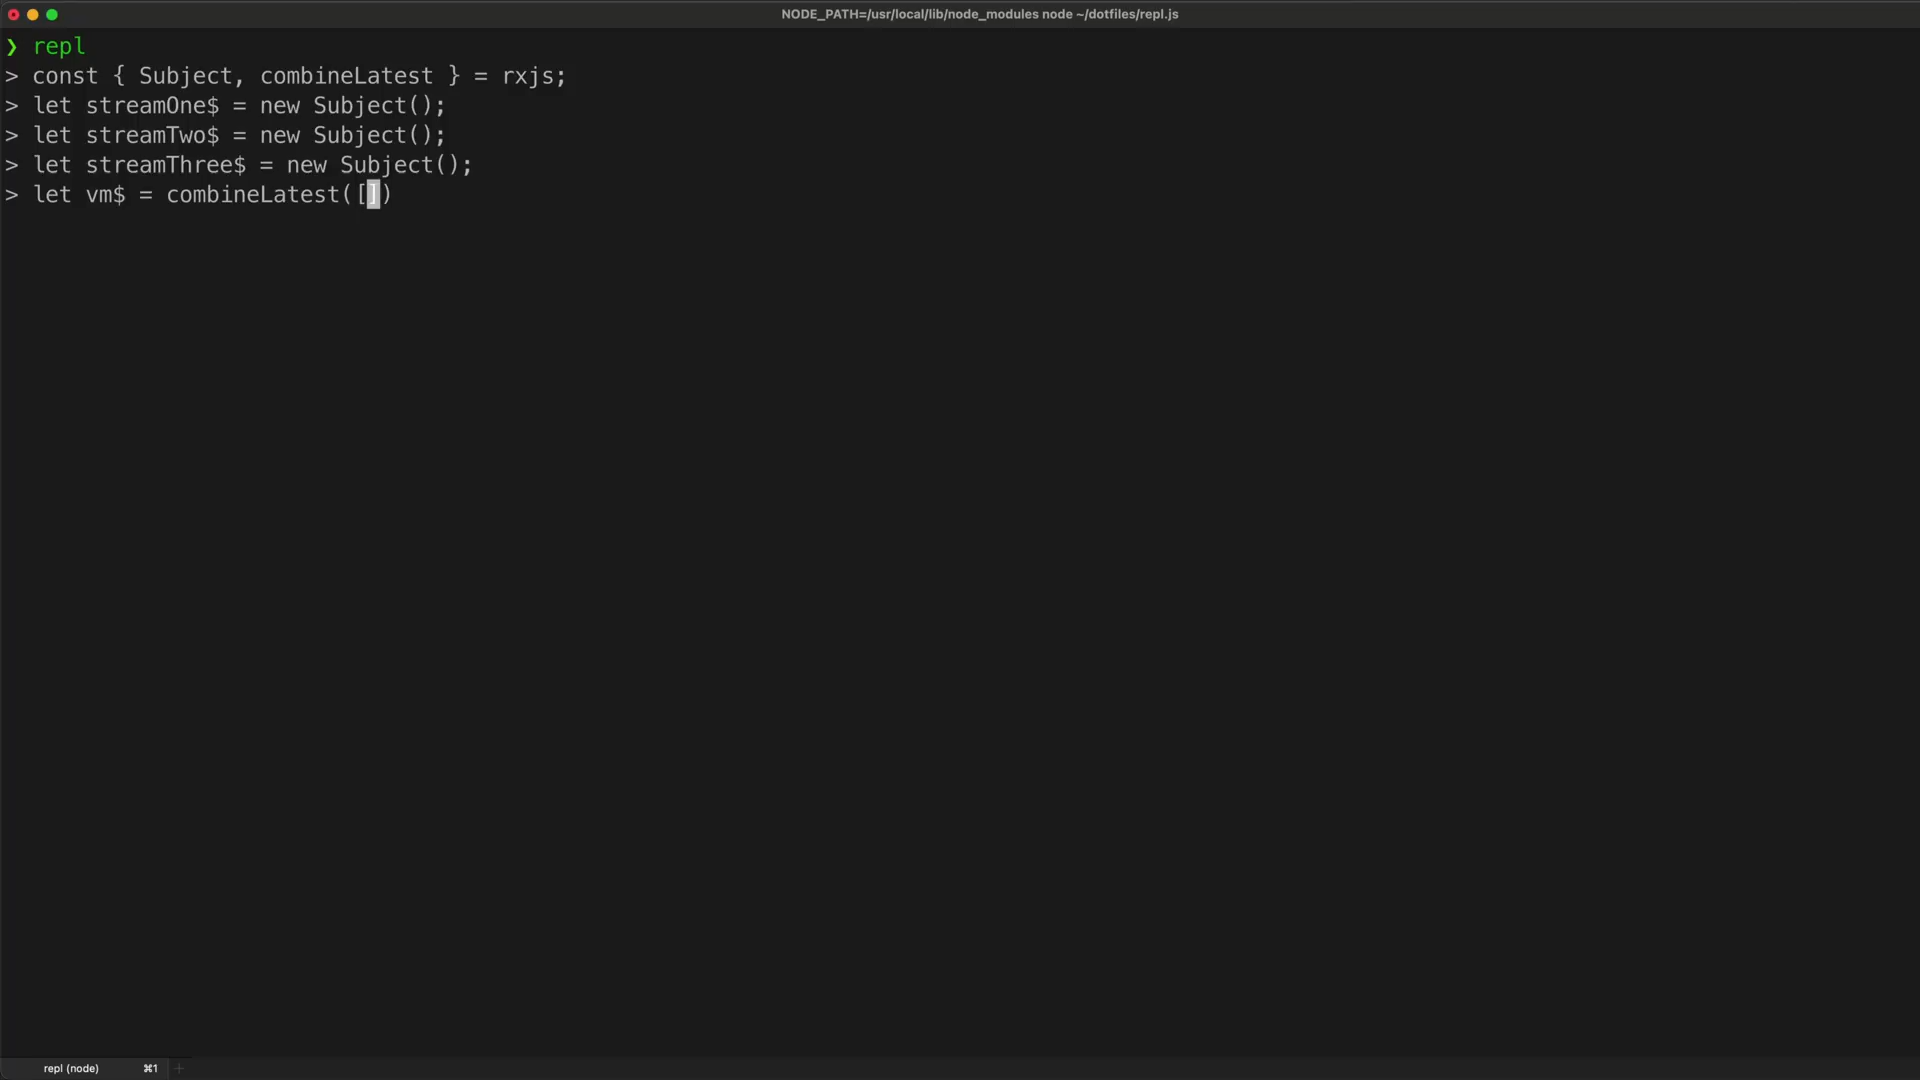 NODE_PATH=/usr/local/lib/node_modules node ~/dotfiles/repl.js
❯ repl
> const { Subject, combineLatest } = rxjs;
> let streamOne$ = new Subject();
> let streamTwo$ = new Subject();
> let streamThree$ = new Subject();
> let vm$ = combineLatest([])
repl (node) ⌘1 +